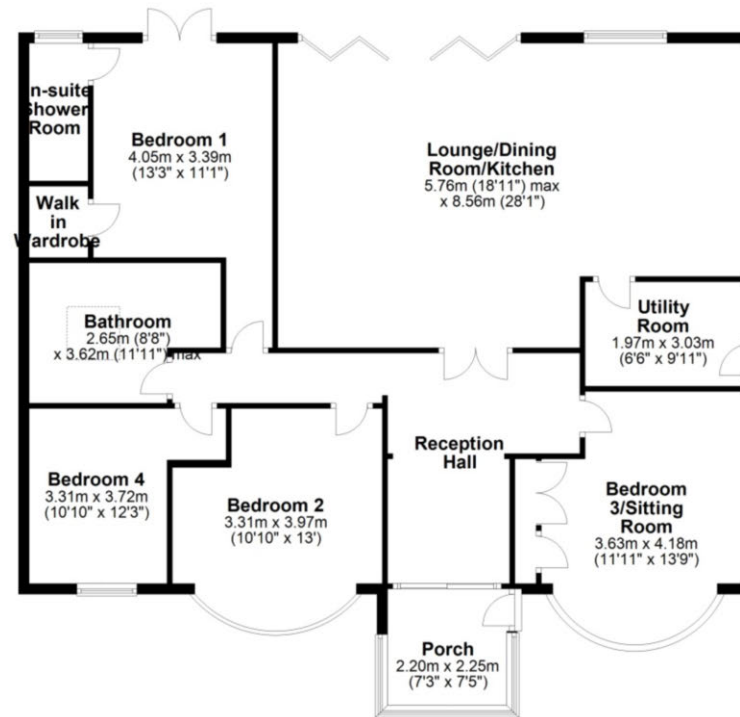 n-suite
Shower
Room
Bedroom 1
4.05m x 3.39m
(13'3" x 11'1")
Lounge/Dining
Room/Kitchen
5.76m (18'11") max
x 8.56m (28'1")
Walk
in
Wardrobe
Bathroom
2.65m (8'8")
x 3.62m (11'11") max
Utility
Room
1.97m x 3.03m
(6'6" x 9'11")
Reception
Hall
Bedroom 4
3.31m x 3.72m
(10'10" x 12'3")
Bedroom 2
3.31m x 3.97m
(10'10" x 13')
Bedroom
3/Sitting
Room
3.63m x 4.18m
(11'11" x 13'9")
Porch
2.20m x 2.25m
(7'3" x 7'5")